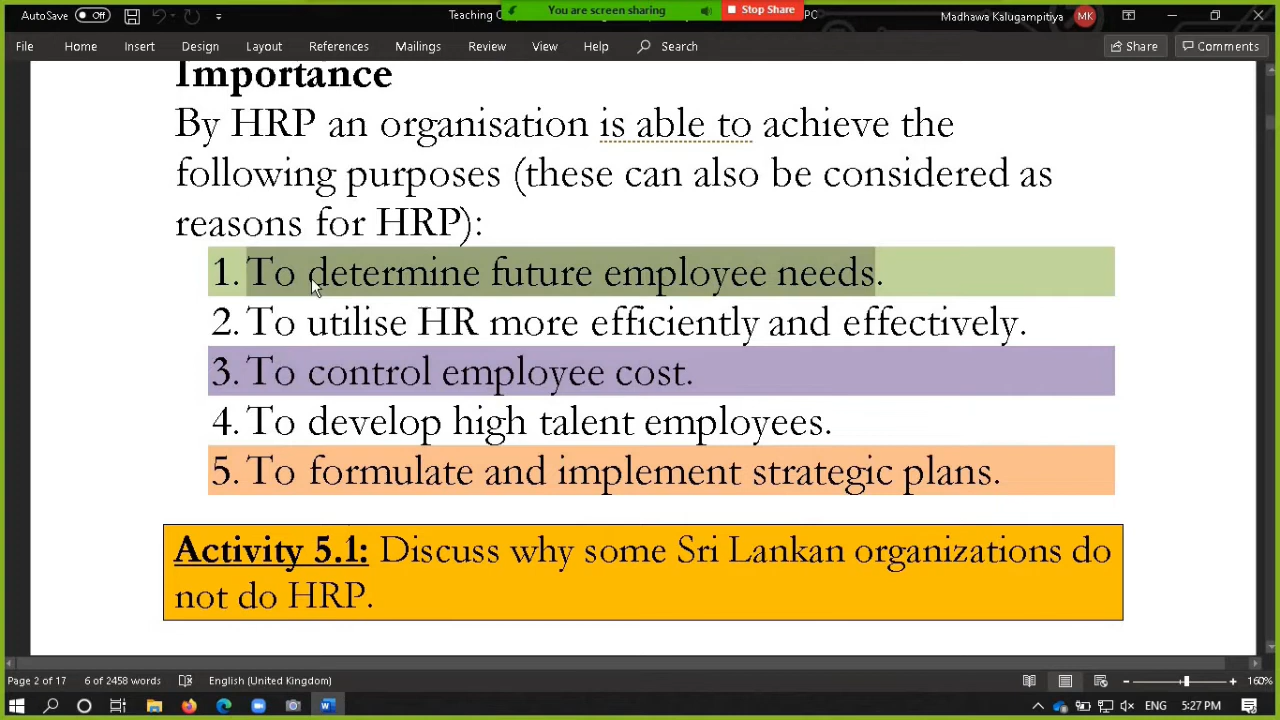 AutoSave Off
Teaching
PC
You are screen sharing
Stop Share
Madhawa Kalugampitiya MK
File Home Insert Design Layout References Mailings Review View Help Search Share Comments
Importance
By HRP an organisation is able to achieve the
following purposes (these can also be considered as
reasons for HRP):
1. To determine future employee needs.
2. To utilise HR more efficiently and effectively.
3. To control employee cost.
4. To develop high talent employees.
5. To formulate and implement strategic plans.
Activity 5.1: Discuss why some Sri Lankan organizations do
not do HRP.
Page 2 of 17 6 of 2458 words English (United Kingdom) 160%
ENG 5:27 PM